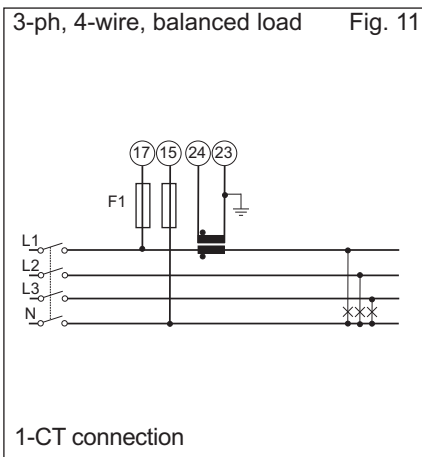 3-ph, 4-wire, balanced load Fig. 11
17 15 24 23
F1
L1
L2
L3
N
1-CT connection